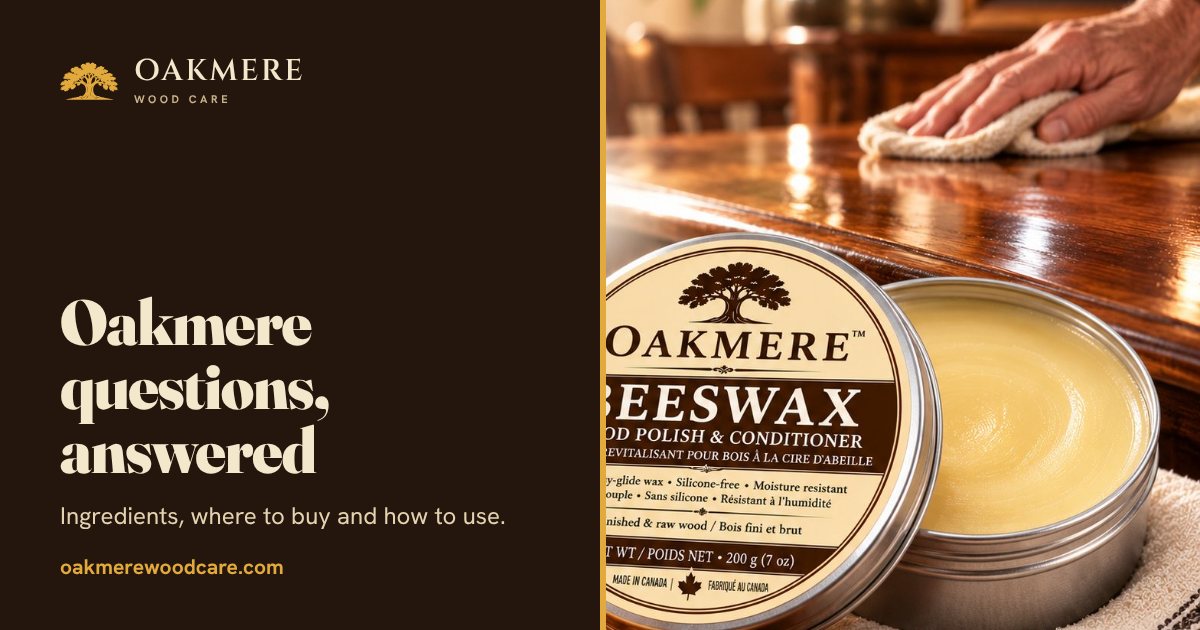 OAKMERE
WOOD CARE
Oakmere
questions,
answered
Ingredients, where to buy and how to use.
oakmerewoodcare.com
OAKMERE™
BEESWAX
POLISH & CONDITIONER
REVITALISANT POUR BOIS À LA CIRE D'ABEILLE
wax • Silicone-free • Moisture resistant
• Sans silicone • Résistant à l'humidité
& raw wood / Bois fini et brut
WT / POIDS NET • 200 g (7 oz)
MADE IN CANADA | FABRIQUÉ AU CANADA